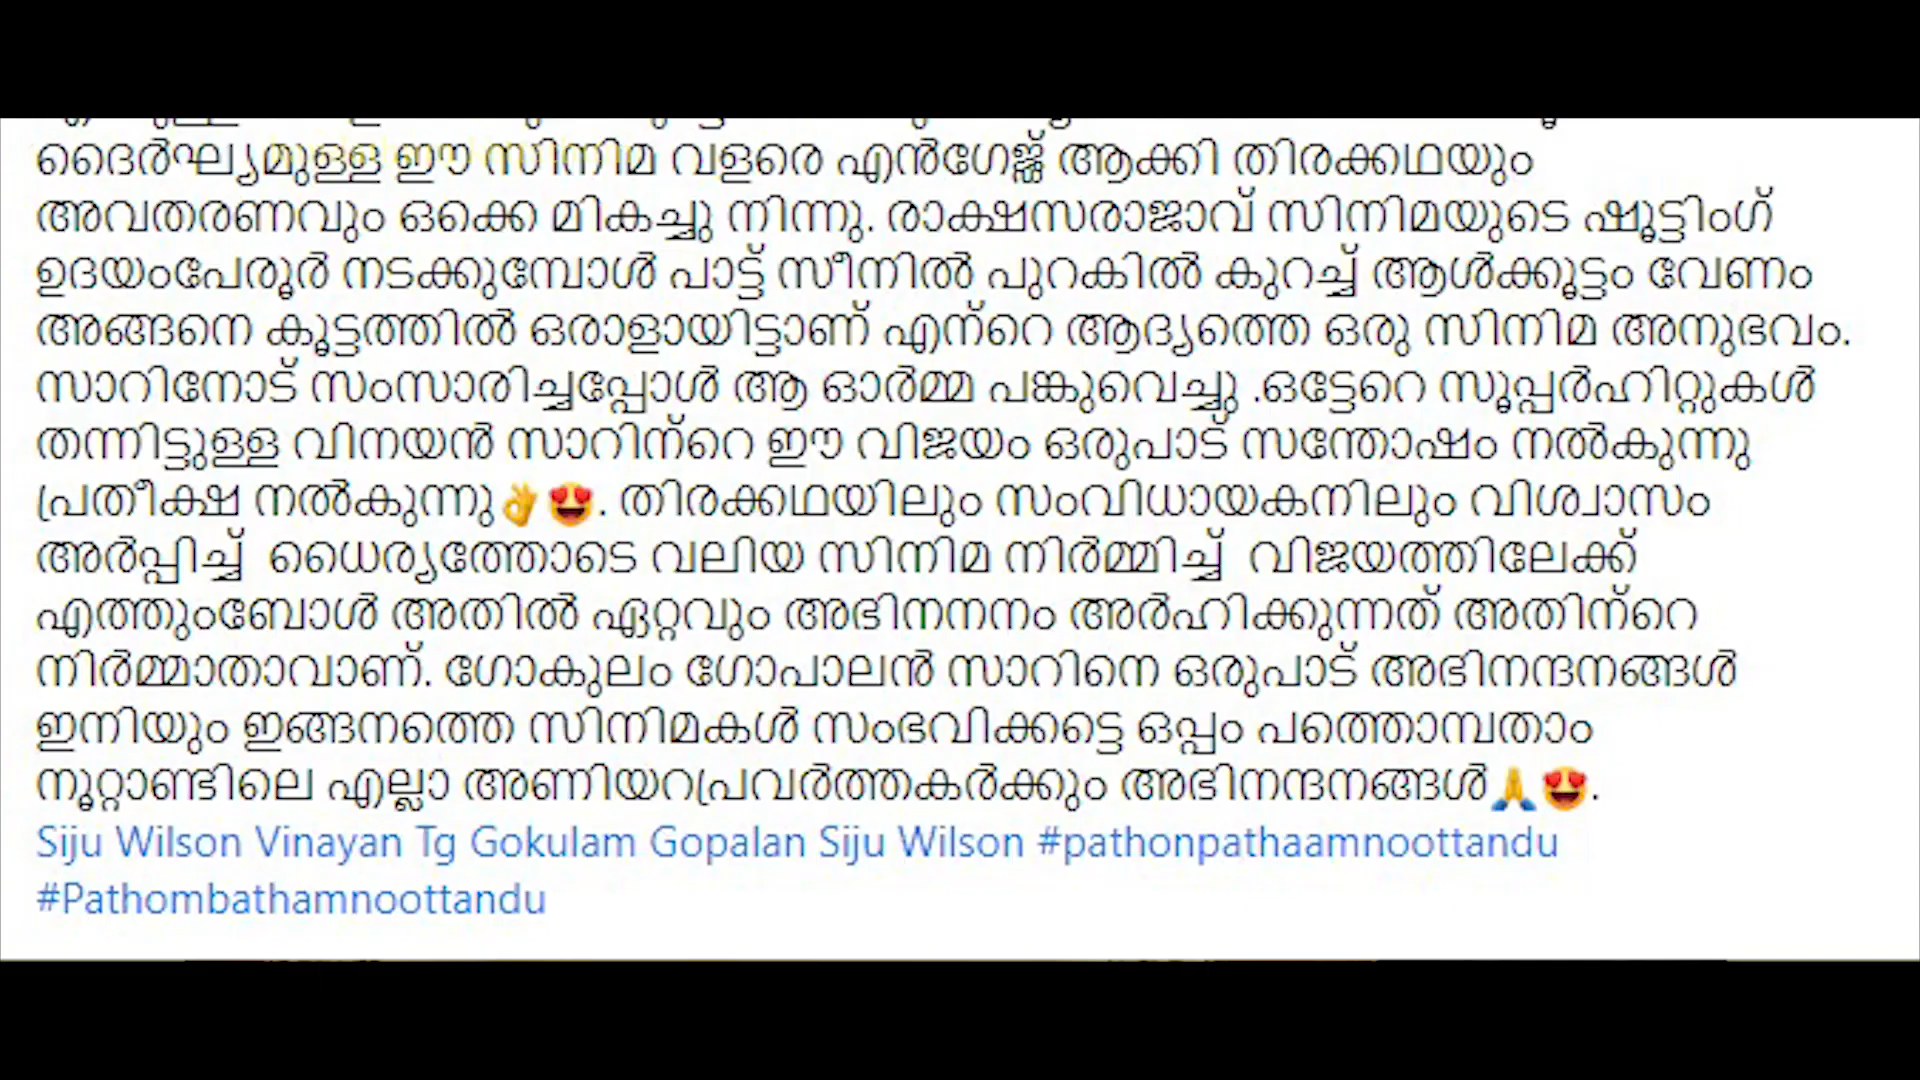 ദൈർഘ്യമുള്ള ഈ സിനിമ വളരെ എൻഗേജ്ജ് ആക്കി തിരക്കഥയും
അവതരണവും ഒക്കെ മികച്ചു നിന്നു. രാക്ഷസരാജാവ് സിനിമയുടെ ഷൂട്ടിംഗ്
ഉദയംപേരൂർ നടക്കുമ്പോൾ പാട്ട് സീനിൽ പുറകിൽ കുറച്ച് ആൾക്കൂട്ടം വേണം
അങ്ങനെ കൂട്ടത്തിൽ ഒരാളായിട്ടാണ് എന്റെ ആദ്യത്തെ ഒരു സിനിമ അനുഭവം.
സാറിനോട് സംസാരിച്ചപ്പോൾ ആ ഓർമ്മ പങ്കുവെച്ചു .ഒട്ടേറെ സൂപ്പർഹിറ്റുകൾ
തന്നിട്ടുള്ള വിനയൻ സാറിന്റെ ഈ വിജയം ഒരുപാട് സന്തോഷം നൽകുന്നു
പ്രതീക്ഷ നൽകുന്നു👌😍. തിരക്കഥയിലും സംവിധായകനിലും വിശ്വാസം
അർപ്പിച്ച്  ധൈര്യത്തോടെ വലിയ സിനിമ നിർമ്മിച്ച്  വിജയത്തിലേക്ക്
എത്തുംബോൾ അതിൽ ഏറ്റവും അഭിനനനം അർഹിക്കുന്നത് അതിന്റെ
നിർമ്മാതാവാണ്. ഗോകുലം ഗോപാലൻ സാറിനെ ഒരുപാട് അഭിനന്ദനങ്ങൾ
ഇനിയും ഇങ്ങനത്തെ സിനിമകൾ സംഭവിക്കട്ടെ ഒപ്പം പത്തൊമ്പതാം
നൂറ്റാണ്ടിലെ എല്ലാ അണിയറപ്രവർത്തകർക്കും അഭിനന്ദനങ്ങൾ🙏😍.
Siju Wilson Vinayan Tg Gokulam Gopalan Siju Wilson #pathonpathaamnoottandu
#Pathombathamnoottandu